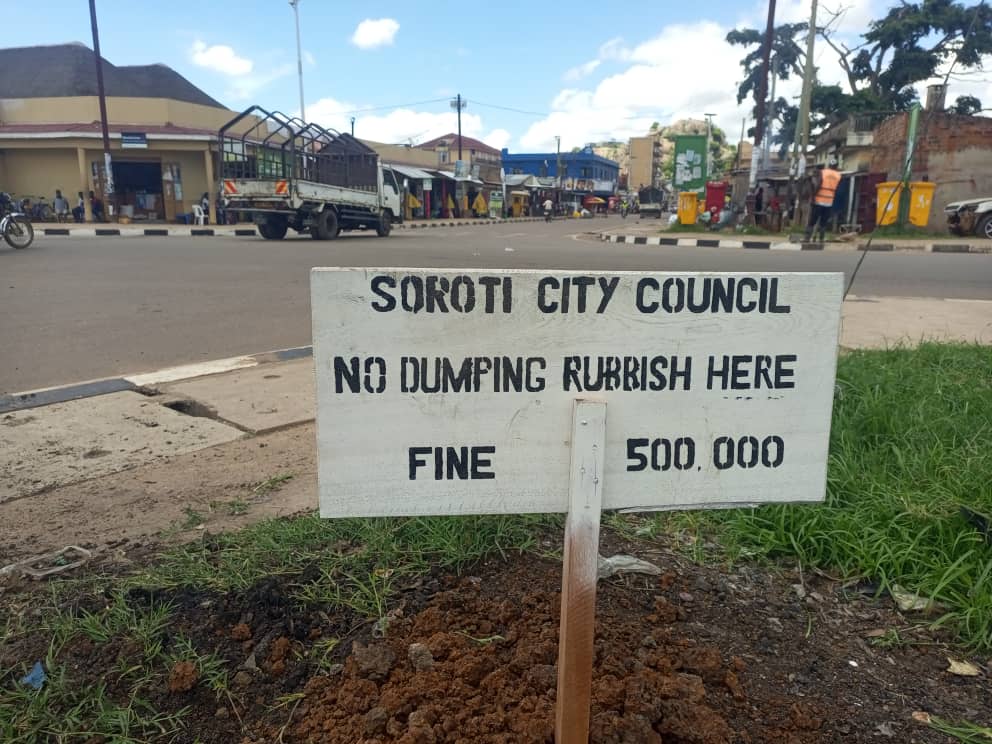 SOROTI CITY COUNCIL
NO DUMPING RUBBISH HERE
FINE 500,000